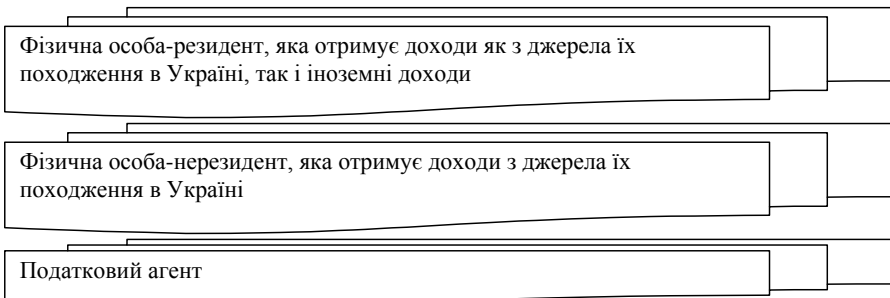 Фізична особа-резидент, яка отримує доходи як з джерела їх
походження в Україні, так і іноземні доходи
Фізична особа-нерезидент, яка отримує доходи з джерела їх
походження в Україні
Податковий агент